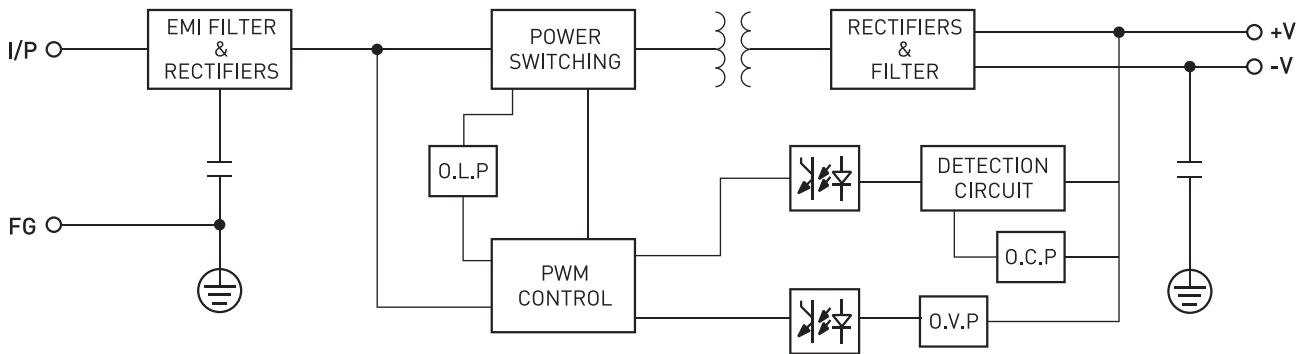 I/P
EMI FILTER
&
RECTIFIERS
POWER
SWITCHING
RECTIFIERS
&
FILTER
+V
-V
O.L.P
DETECTION
CIRCUIT
FG
PWM
CONTROL
O.C.P
O.V.P